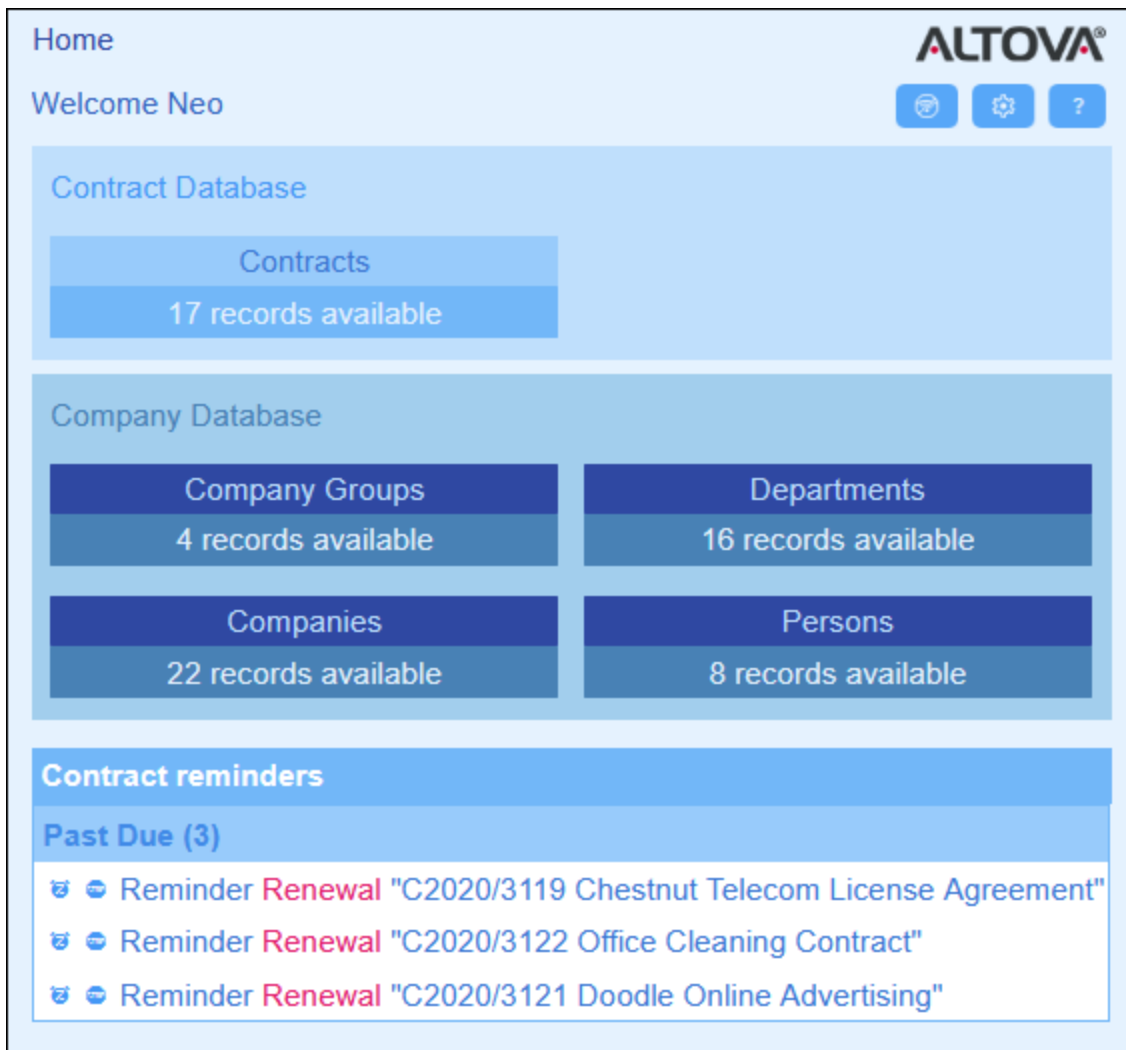 Home
ALTOVA®
Welcome Neo
?
Contract Database
Contracts
17 records available
Company Database
Company Groups
Departments
4 records available
16 records available
Companies
Persons
22 records available
8 records available
Contract reminders
Past Due (3)
Reminder Renewal "C2020/3119 Chestnut Telecom License Agreement"
Reminder Renewal "C2020/3122 Office Cleaning Contract"
Reminder Renewal "C2020/3121 Doodle Online Advertising"